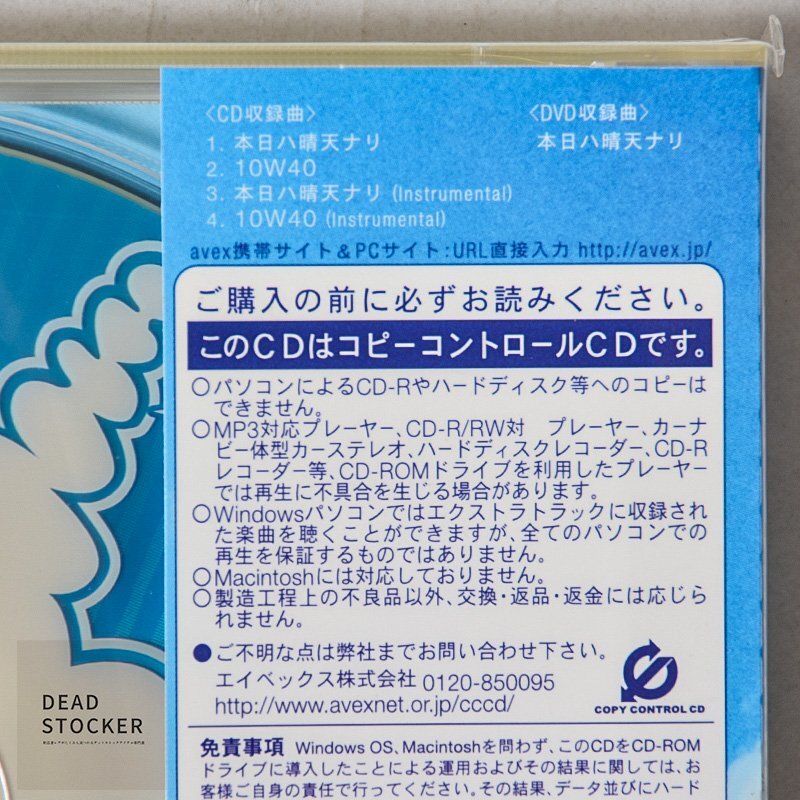 〈CD収録曲〉
1. 本日ハ晴天ナリ
2. 10W40
3. 本日ハ晴天ナリ (Instrumental)
4. 10W40 (Instrumental)
〈DVD収録曲〉
本日ハ晴天ナリ
avex携帯サイト＆PCサイト：URL直接入力 http://avex.jp/
ご購入の前に必ずお読みください。
このCDはコピーコントロールCDです。
○パソコンによるCD-Rやハードディスク等へのコピーは
できません。
○MP3対応プレーヤー、CD-R/RW対　プレーヤー、カーナ
ビ一体型カーステレオ、ハードディスクレコーダー、CD-R
レコーダー等、CD-ROMドライブを利用したプレーヤー
では再生に不具合を生じる場合があります。
○Windowsパソコンではエクストラトラックに収録され
た楽曲を聴くことができますが、全てのパソコンでの
再生を保証するものではありません。
○Macintoshには対応しておりません。
○製造工程上の不良品以外、交換・返品・返金には応じら
れません。
●ご不明な点は弊社までお問い合わせ下さい。
エイベックス株式会社 0120-850095
http://www.avexnet.or.jp/cccd/
COPY CONTROL CD
免責事項 Windows OS、Macintoshを問わず、このCDをCD-ROM
ドライブに導入したことによる運用およびその結果に関しては、お
客様ご自身の責任で行ってください。その結果、データ並びにハード
DEAD
STOCKER